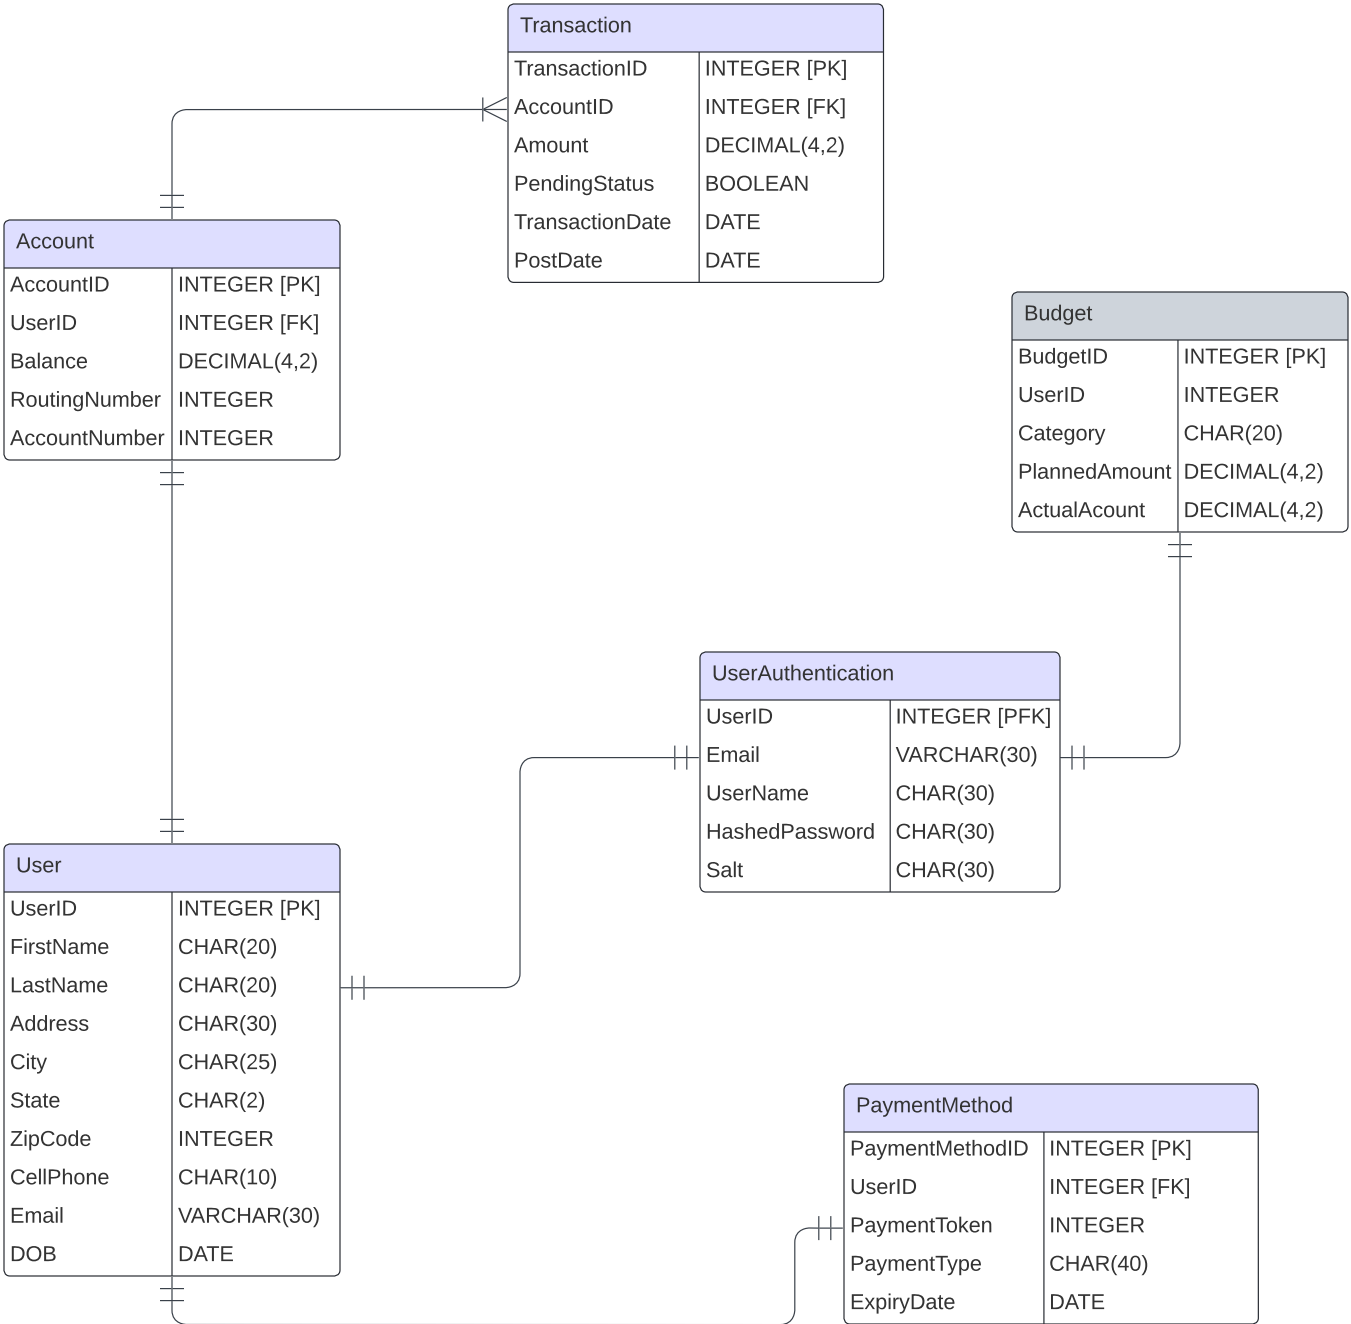 Transaction
TransactionID INTEGER [PK]
AccountID INTEGER [FK]
Amount DECIMAL(4,2)
PendingStatus BOOLEAN
TransactionDate DATE
PostDate DATE
Account
AccountID INTEGER [PK]
UserID INTEGER [FK]
Balance DECIMAL(4,2)
RoutingNumber INTEGER
AccountNumber INTEGER
Budget
BudgetID INTEGER [PK]
UserID INTEGER
Category CHAR(20)
PlannedAmount DECIMAL(4,2)
ActualAcount DECIMAL(4,2)
UserAuthentication
UserID INTEGER [PFK]
Email VARCHAR(30)
UserName CHAR(30)
HashedPassword CHAR(30)
Salt CHAR(30)
User
UserID INTEGER [PK]
FirstName CHAR(20)
LastName CHAR(20)
Address CHAR(30)
City CHAR(25)
State CHAR(2)
ZipCode INTEGER
CellPhone CHAR(10)
Email VARCHAR(30)
DOB DATE
PaymentMethod
PaymentMethodID INTEGER [PK]
UserID INTEGER [FK]
PaymentToken INTEGER
PaymentType CHAR(40)
ExpiryDate DATE